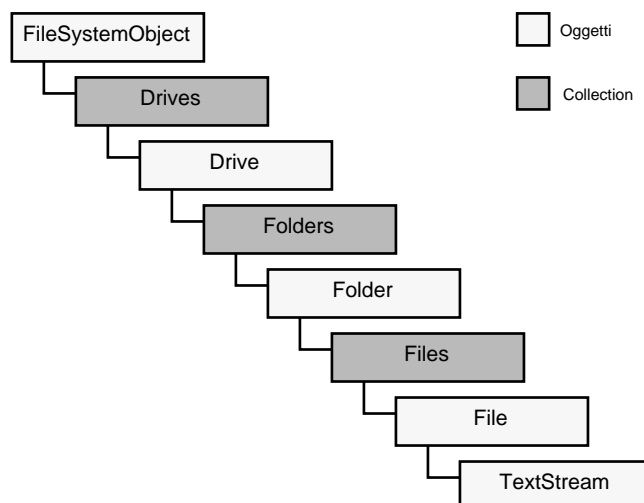 FileSystemObject
Oggetti
Drives
Collection
Drive
Folders
Folder
Files
File
TextStream